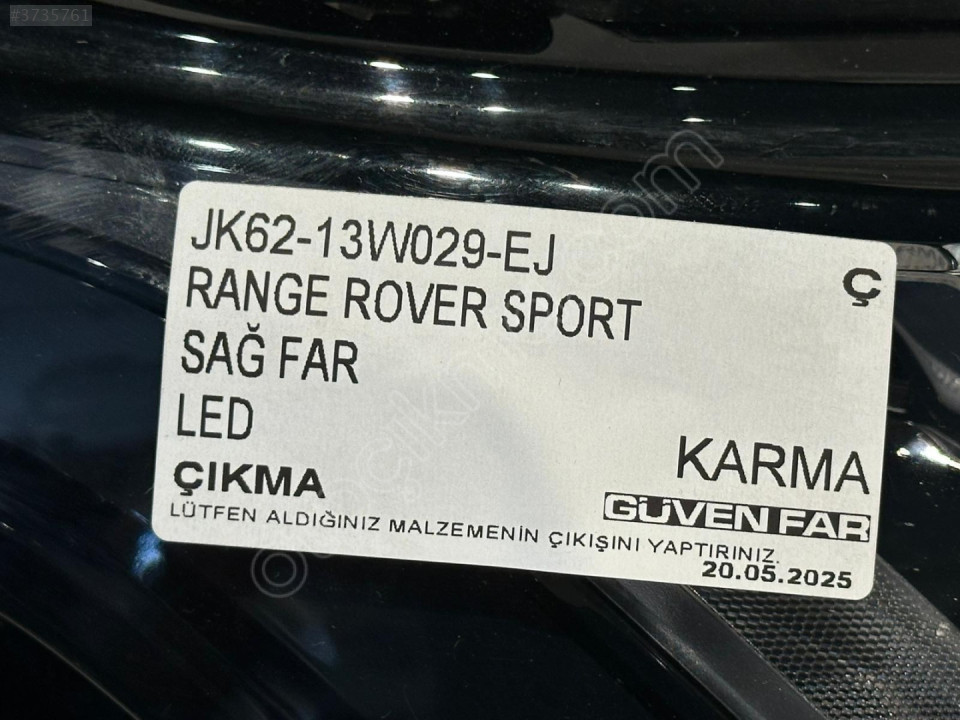 #3735761
JK62-13W029-EJ
Ç
RANGE ROVER SPORT
SAĞ FAR
LED
KARMA
ÇIKMA
GÜVEN FAR
LÜTFEN ALDIĞINIZ MALZEMENİN ÇIKIŞINI YAPTIRINIZ.
20.05.2025